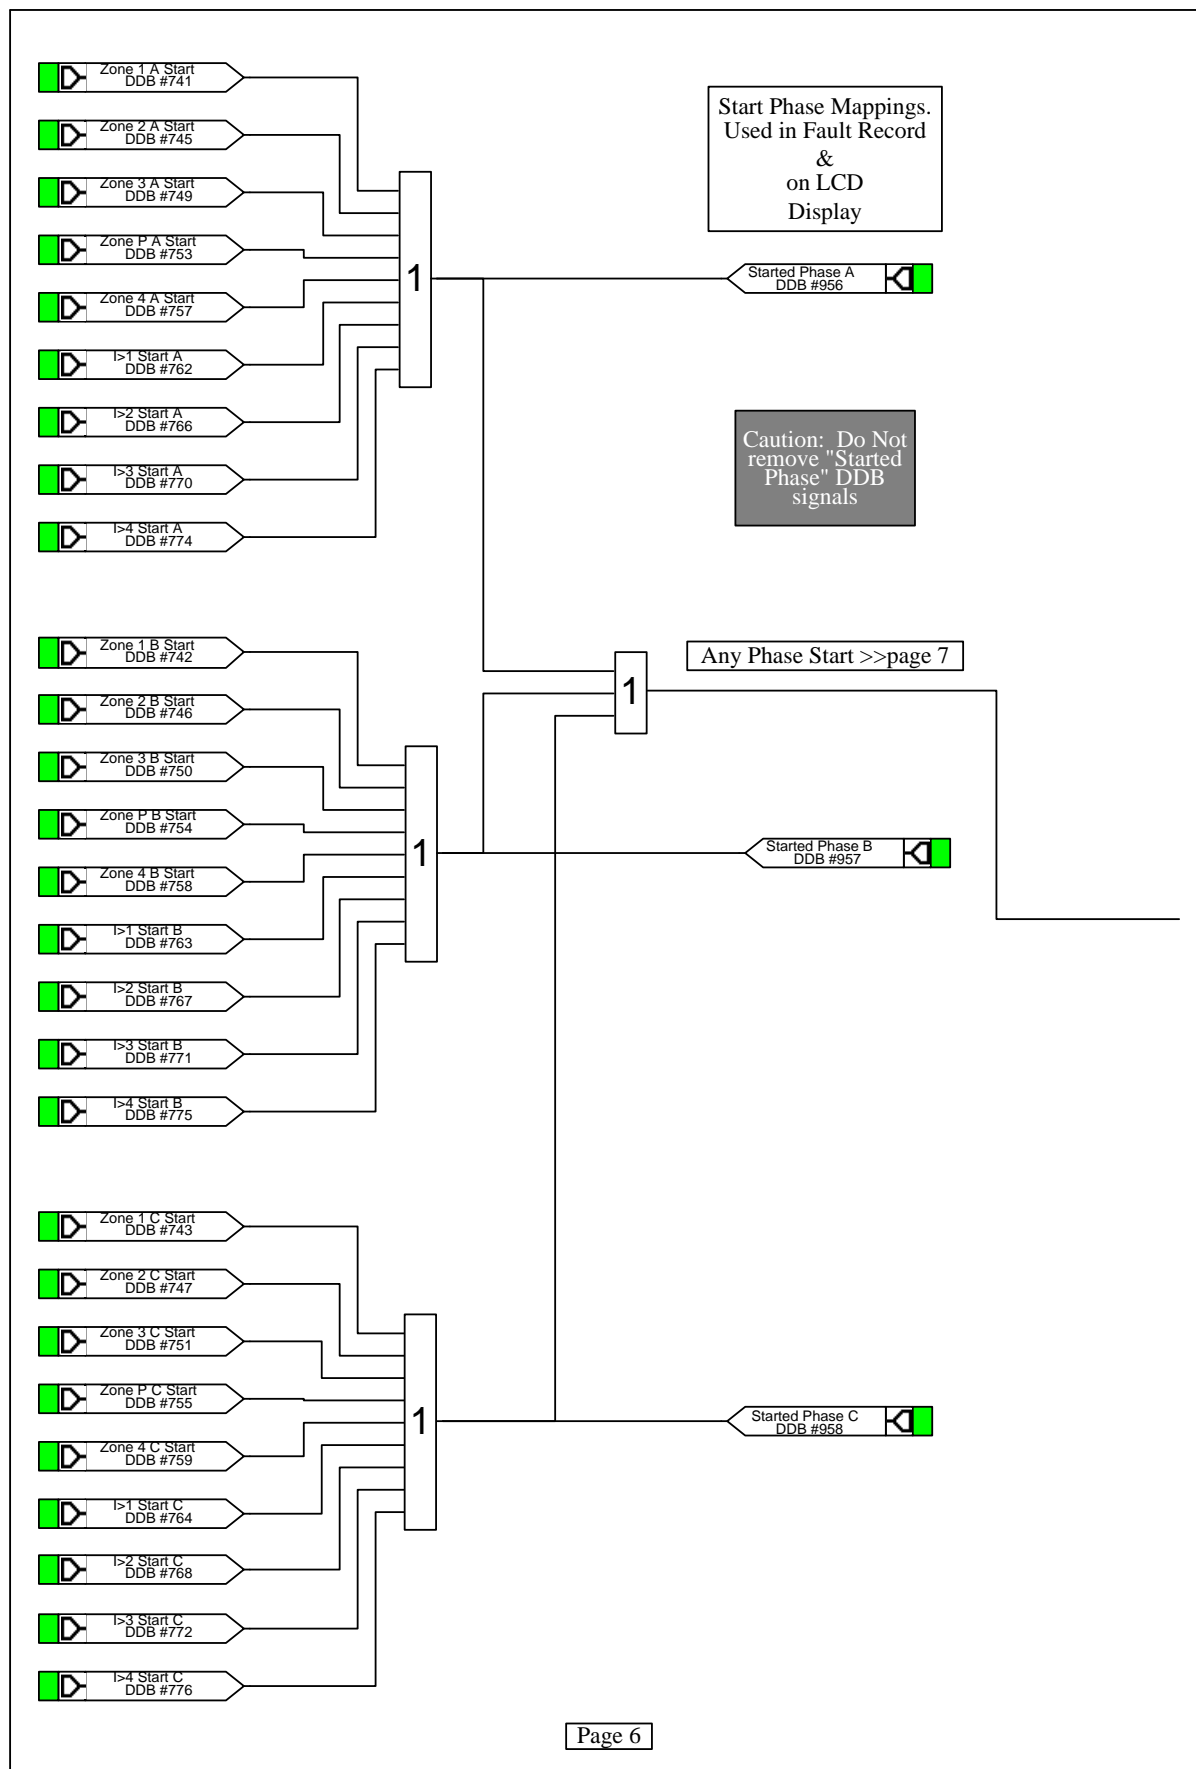 Zone 1 A Start
DDB #741
Zone 2 A Start
DDB #745
Zone 3 A Start
DDB #749
Zone P A Start
DDB #753
Zone 4 A Start
DDB #757
I>1 Start A
DDB #762
I>2 Start A
DDB #766
I>3 Start A
DDB #770
I>4 Start A
DDB #774
1
Start Phase Mappings.
Used in Fault Record
&
on LCD
Display
Started Phase A
DDB #956
Caution: Do Not
remove "Started
Phase" DDB
signals
Zone 1 B Start
DDB #742
Zone 2 B Start
DDB #746
Zone 3 B Start
DDB #750
Zone P B Start
DDB #754
Zone 4 B Start
DDB #758
I>1 Start B
DDB #763
I>2 Start B
DDB #767
I>3 Start B
DDB #771
I>4 Start B
DDB #775
1
1
Any Phase Start >>page 7
Started Phase B
DDB #957
Zone 1 C Start
DDB #743
Zone 2 C Start
DDB #747
Zone 3 C Start
DDB #751
Zone P C Start
DDB #755
Zone 4 C Start
DDB #759
I>1 Start C
DDB #764
I>2 Start C
DDB #768
I>3 Start C
DDB #772
I>4 Start C
DDB #776
1
Started Phase C
DDB #958
Page 6